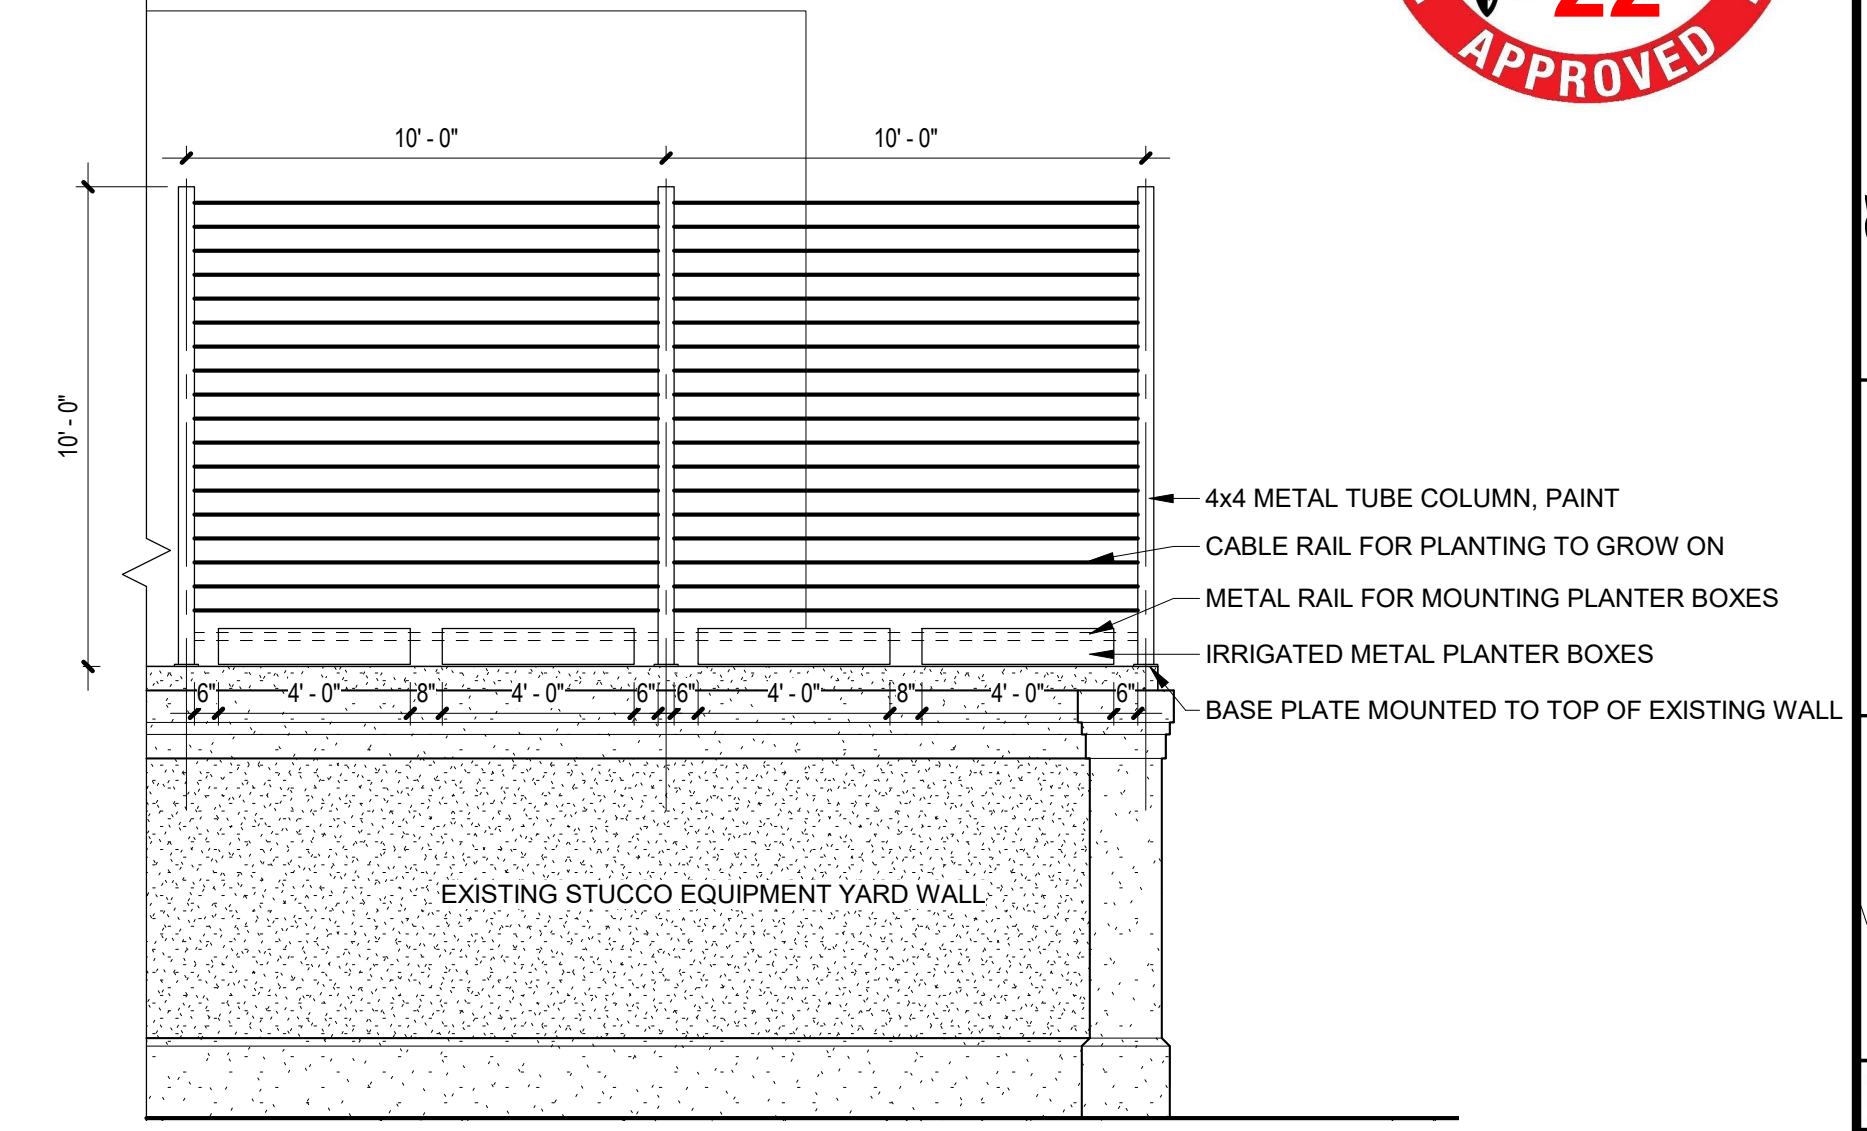 22
APPROVED
10' - 0" 10' - 0"
10' - 0"
4x4 METAL TUBE COLUMN, PAINT
CABLE RAIL FOR PLANTING TO GROW ON
METAL RAIL FOR MOUNTING PLANTER BOXES
IRRIGATED METAL PLANTER BOXES
6" 4' - 0" 8" 4' - 0" 6" 6" 4' - 0" 8" 4' - 0" 6"
BASE PLATE MOUNTED TO TOP OF EXISTING WALL
EXISTING STUCCO EQUIPMENT YARD WALL